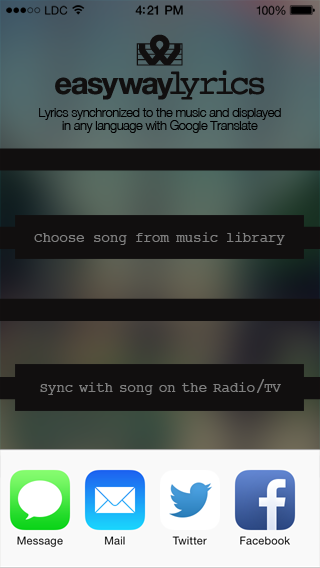 LDC 4:21 PM 100%
easywaylyrics
Lyrics synchronized to the music and displayed
in any language with Google Translate
Choose song from music library
Sync with song on the Radio/TV
Message Mail Twitter Facebook